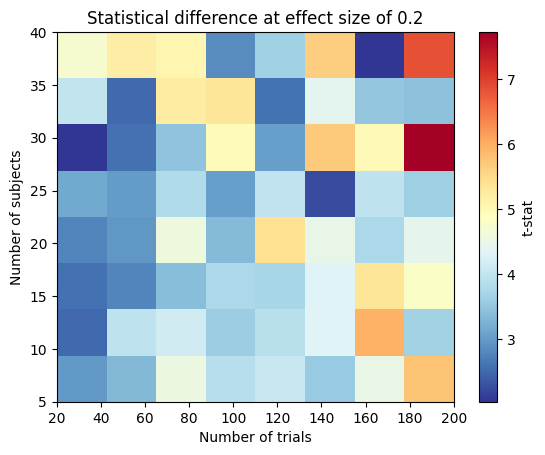 Statistical difference at effect size of 0.2
40
35
30
25
20
15
10
5
Number of subjects
20 40 60 80 100 120 140 160 180 200
Number of trials
7
6
5
4
3
t-stat